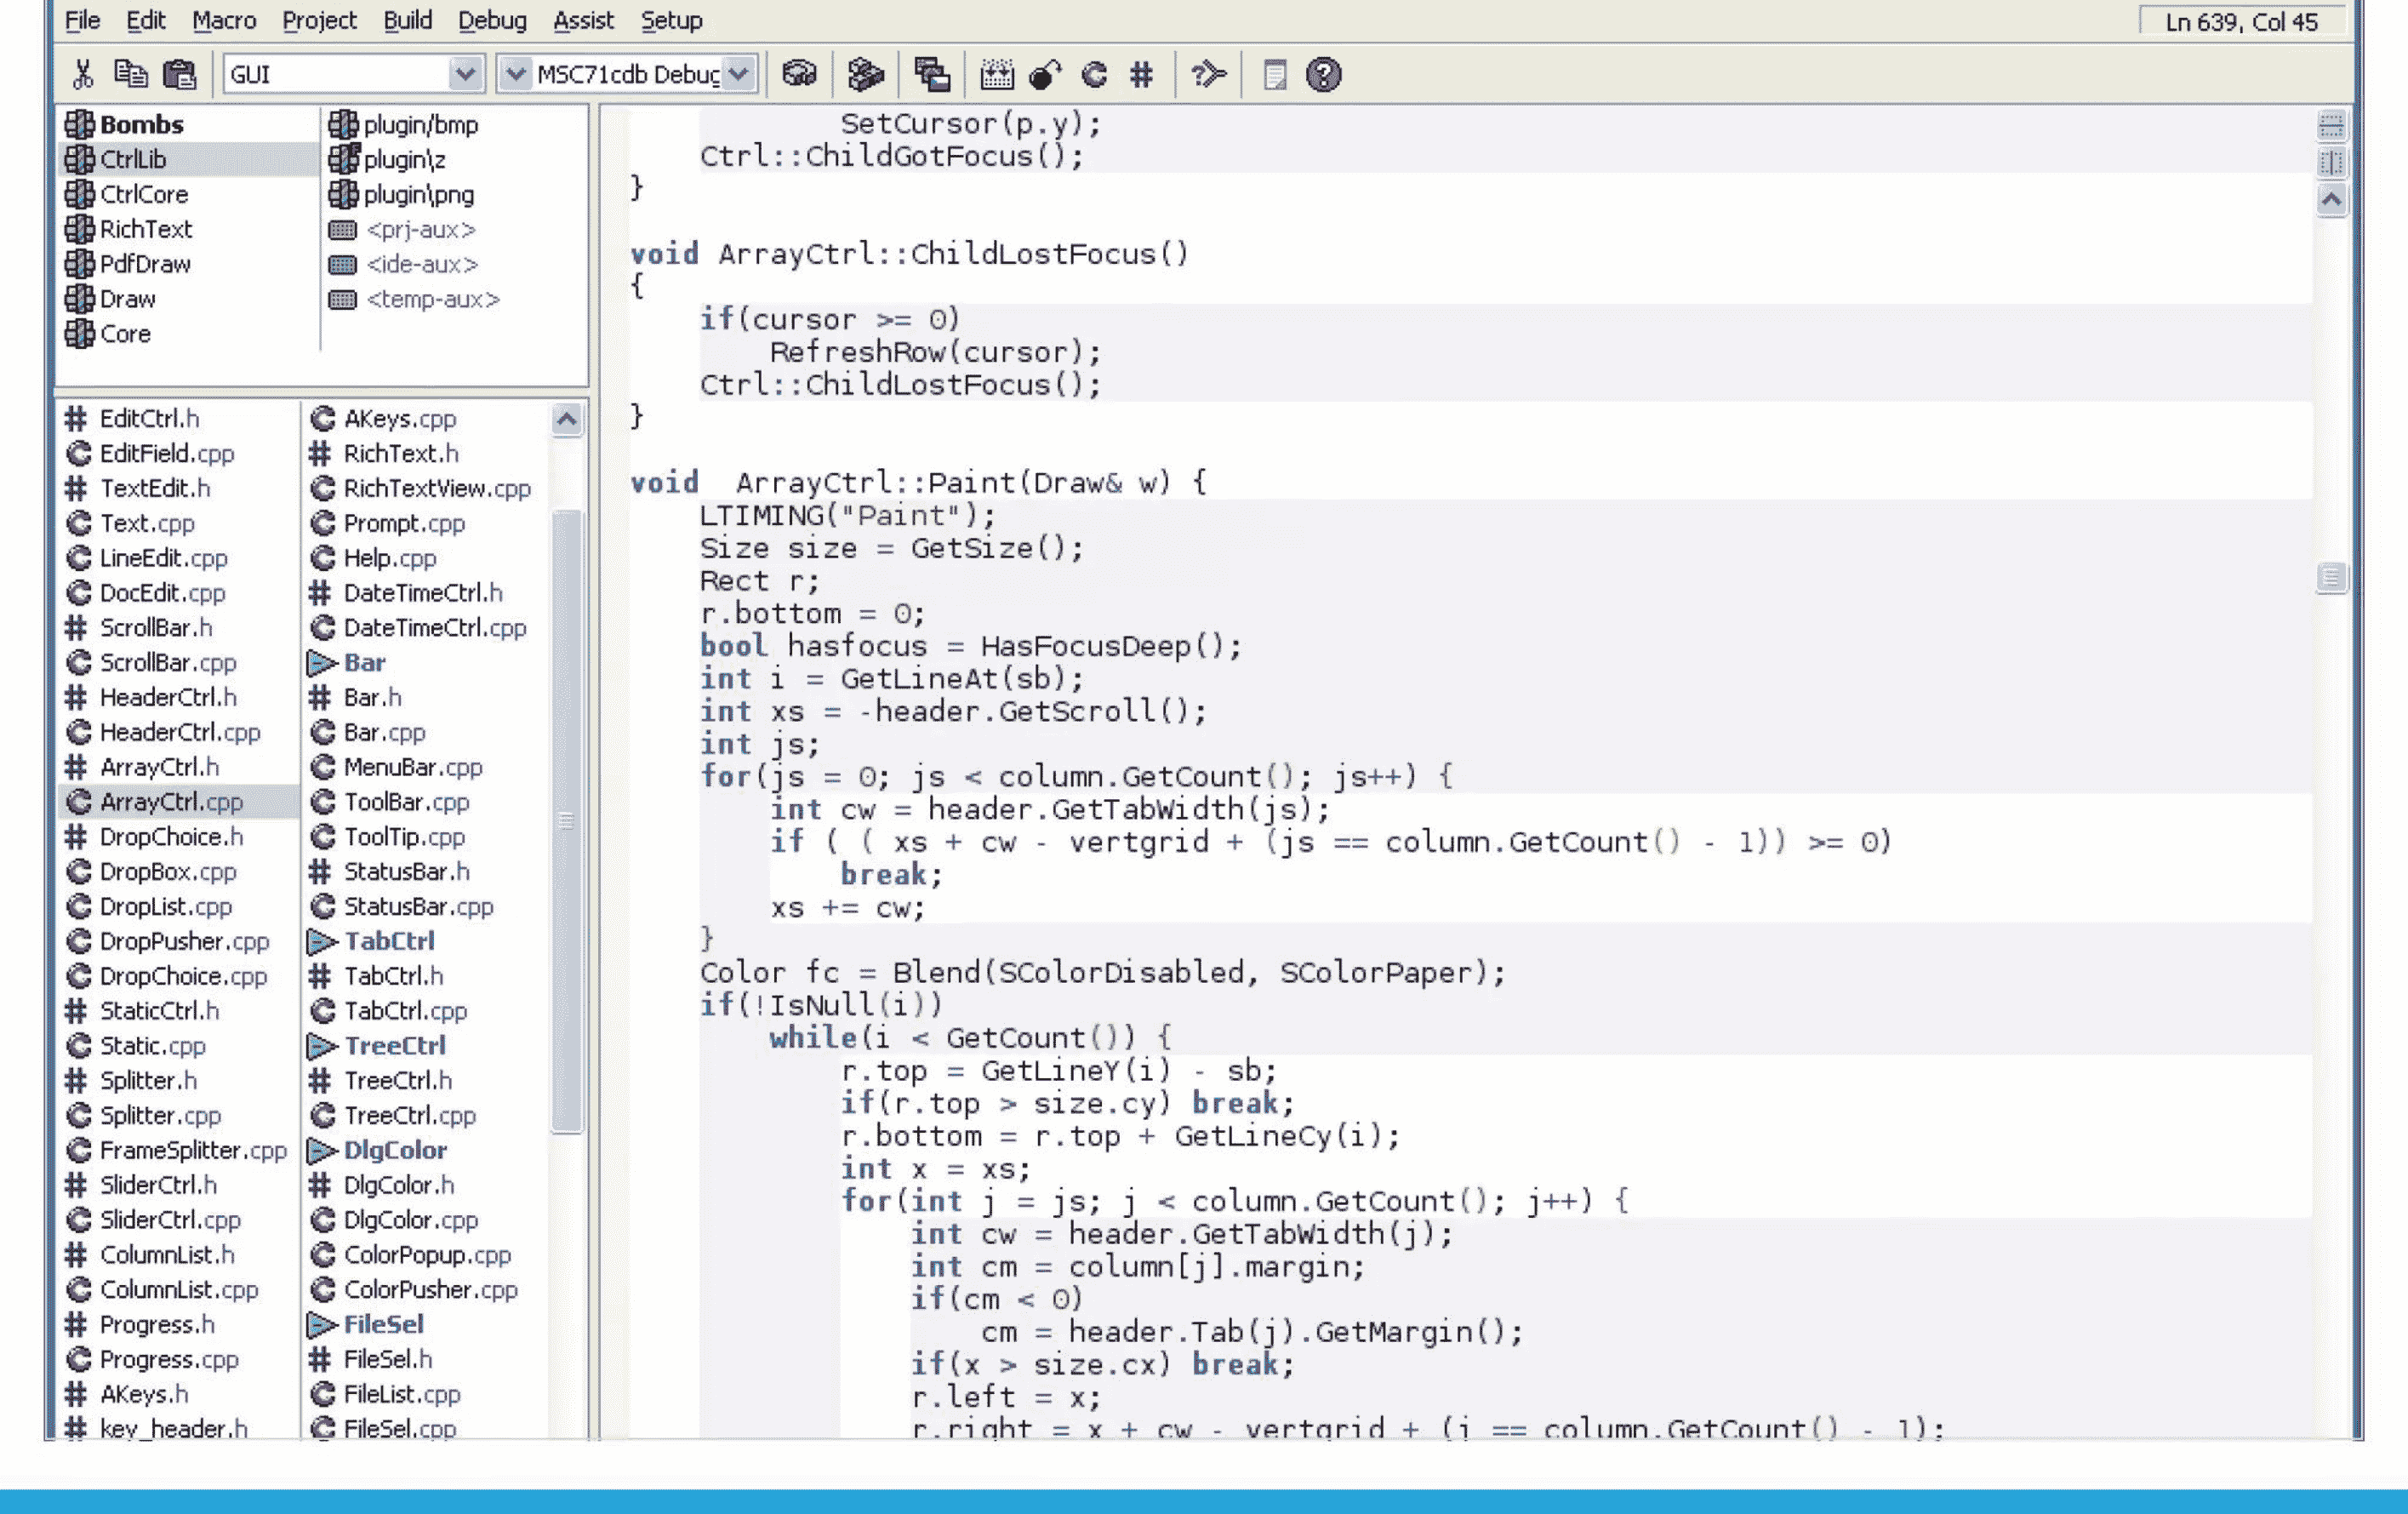 File Edit Macro Project Build Debug Assist Setup
Ln 639, Col 45
GUI
MSC71cdb Debug
Bombs
CtrlLib
CtrlCore
RichText
PdfDraw
Draw
Core
plugin/bmp
plugin\z
plugin\png
<prj-aux>
<ide-aux>
<temp-aux>
EditCtrl.h
EditField.cpp
TextEdit.h
Text.cpp
LineEdit.cpp
DocEdit.cpp
ScrollBar.h
ScrollBar.cpp
HeaderCtrl.h
HeaderCtrl.cpp
ArrayCtrl.h
ArrayCtrl.cpp
DropChoice.h
DropBox.cpp
DropList.cpp
DropPusher.cpp
DropChoice.cpp
StaticCtrl.h
Static.cpp
Splitter.h
Splitter.cpp
FrameSplitter.cpp
SliderCtrl.h
SliderCtrl.cpp
ColumnList.h
ColumnList.cpp
Progress.h
Progress.cpp
AKeys.h
key_header.h
AKeys.cpp
RichText.h
RichTextView.cpp
Prompt.cpp
Help.cpp
DateTimeCtrl.h
DateTimeCtrl.cpp
Bar
Bar.h
Bar.cpp
MenuBar.cpp
ToolBar.cpp
ToolTip.cpp
StatusBar.h
StatusBar.cpp
TabCtrl
TabCtrl.h
TabCtrl.cpp
TreeCtrl
TreeCtrl.h
TreeCtrl.cpp
DlgColor
DlgColor.h
DlgColor.cpp
ColorPopup.cpp
ColorPusher.cpp
FileSel
FileSel.h
FileList.cpp
FileSel.cpp
SetCursor(p.y);
Ctrl::ChildGotFocus();
}
void ArrayCtrl::ChildLostFocus()
{
if(cursor >= 0)
RefreshRow(cursor);
Ctrl::ChildLostFocus();
}
void  ArrayCtrl::Paint(Draw& w) {
LTIMING("Paint");
Size size = GetSize();
Rect r;
r.bottom = 0;
bool hasfocus = HasFocusDeep();
int i = GetLineAt(sb);
int xs = -header.GetScroll();
int js;
for(js = 0; js < column.GetCount(); js++) {
int cw = header.GetTabWidth(js);
if ( ( xs + cw - vertgrid + (js == column.GetCount() - 1)) >= 0)
break;
xs += cw;
}
Color fc = Blend(SColorDisabled, SColorPaper);
if(!IsNull(i))
while(i < GetCount()) {
r.top = GetLineY(i) - sb;
if(r.top > size.cy) break;
r.bottom = r.top + GetLineCy(i);
int x = xs;
for(int j = js; j < column.GetCount(); j++) {
int cw = header.GetTabWidth(j);
int cm = column[j].margin;
if(cm < 0)
cm = header.Tab(j).GetMargin();
if(x > size.cx) break;
r.left = x;
r.right = x + cw - vertgrid + (j == column.GetCount() - 1);